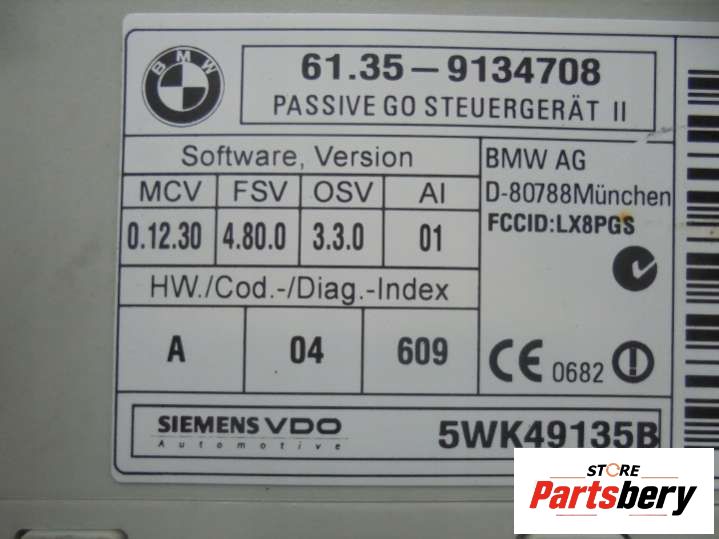 BMW
61.35-9134708
PASSIVE GO STEUERGERÄT II
Software, Version
MCV FSV OSV AI
0.12.30 4.80.0 3.3.0 01
HW./Cod.-/Diag.-Index
A 04 609
BMW AG
D-80788München
FCCID:LX8PGS
CE 0682
SIEMENS VDO
Automotive
5WK49135B
STORE
Partsbery